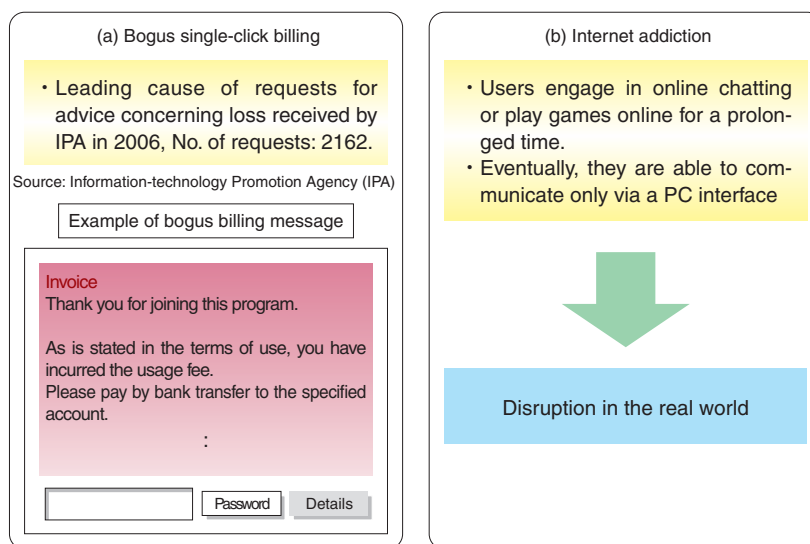 (a) Bogus single-click billing
・Leading cause of requests for
advice concerning loss received by
IPA in 2006, No. of requests: 2162.
Source: Information-technology Promotion Agency (IPA)
Example of bogus billing message
Invoice
Thank you for joining this program.
As is stated in the terms of use, you have
incurred the usage fee.
Please pay by bank transfer to the specified
account.
:
Password
Details
(b) Internet addiction
・Users engage in online chatting
or play games online for a prolon-
ged time.
・Eventually, they are able to com-
municate only via a PC interface
Disruption in the real world